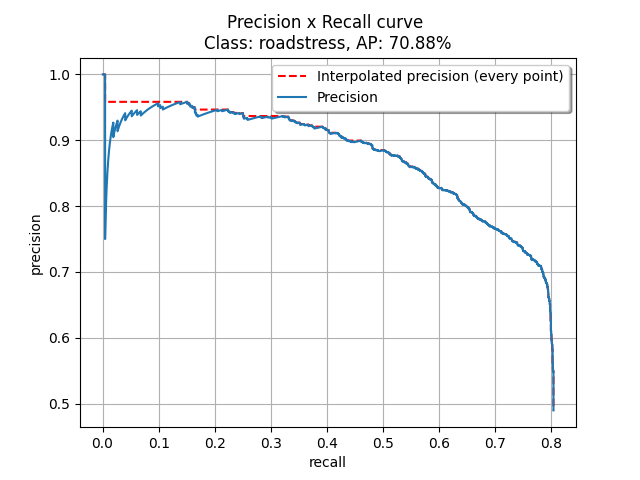 Precision x Recall curve
Class: roadstress, AP: 70.88%
Interpolated precision (every point)
Precision
1.0
0.9
0.8
0.7
0.6
0.5
precision
0.0 0.1 0.2 0.3 0.4 0.5 0.6 0.7 0.8
recall